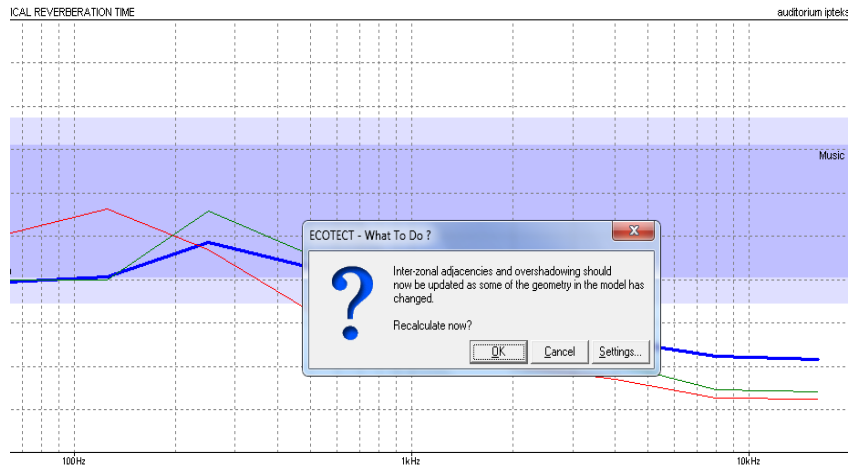 ICAL REVERBERATION TIME
auditorium ipteks
Music
ECOTECT - What To Do ?
Inter-zonal adjacencies and overshadowing should
now be updated as some of the geometry in the model has
changed.
Recalculate now?
OK
Cancel
Settings...
100Hz
1kHz
10kHz